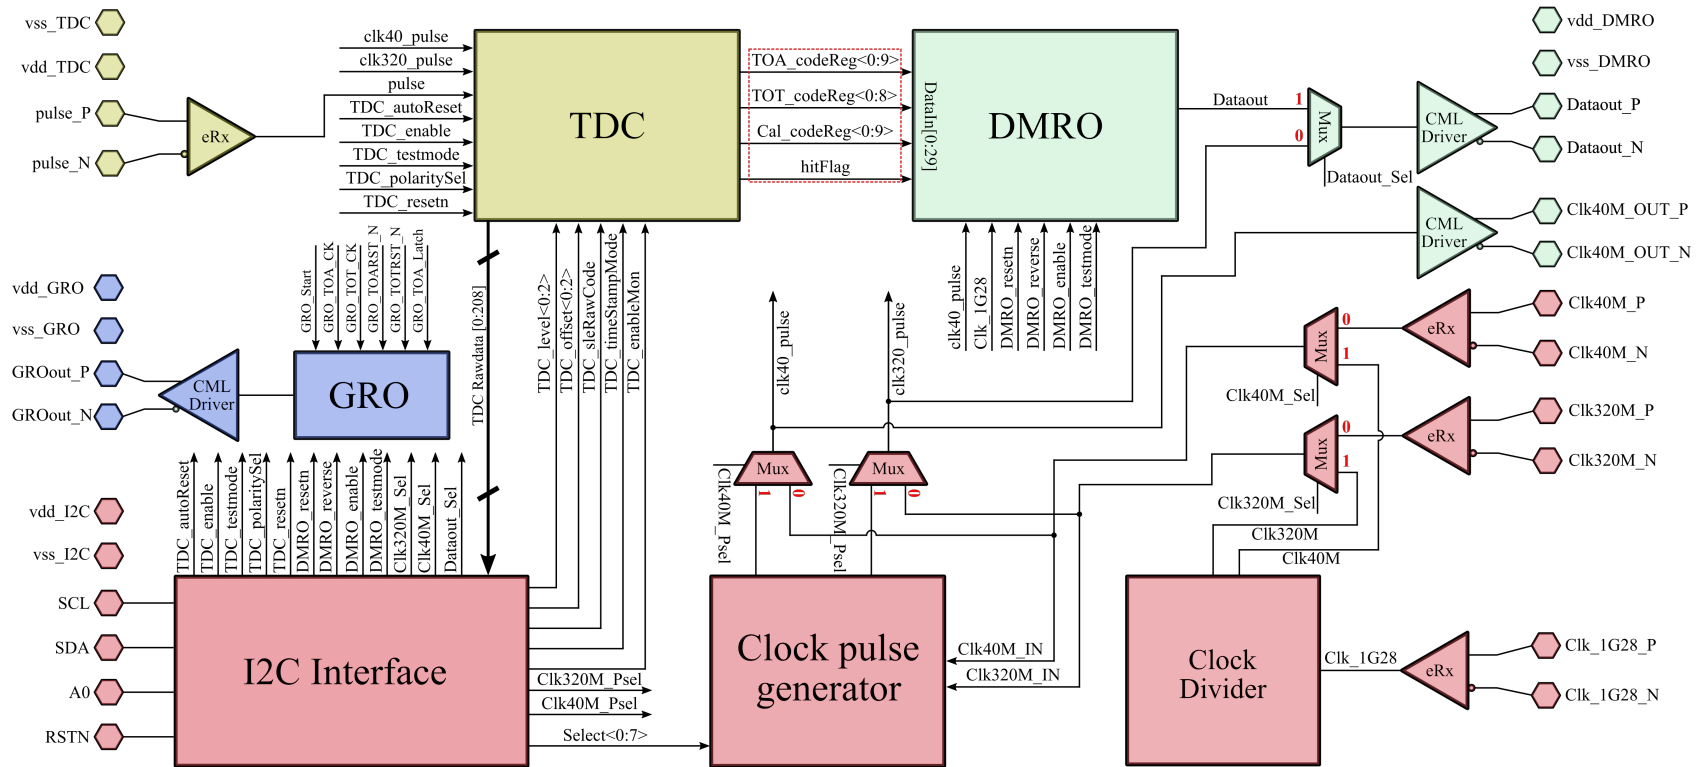 vss_TDC
vdd_TDC
pulse_P
pulse_N
eRx
clk40_pulse
clk320_pulse
pulse
TDC_autoReset
TDC_enable
TDC_testmode
TDC_polaritySel
TDC_resetn
TDC
TOA_codeReg<0:9>
TOT_codeReg<0:8>
Cal_codeReg<0:9>
hitFlag
DataIn[0:29]
DMRO
Dataout
1
0
Mux
Dataout_Sel
CML
Driver
vdd_DMRO
vss_DMRO
Dataout_P
Dataout_N
CML
Driver
Clk40M_OUT_P
Clk40M_OUT_N
clk40_pulse
Clk_1G28
DMRO_resetn
DMRO_reverse
DMRO_enable
DMRO_testmode
vdd_GRO
vss_GRO
GROout_P
GROout_N
CML
Driver
GRO_Start
GRO_TOA_CK
GRO_TOT_CK
GRO_TOARST_N
GRO_TOTRST_N
GRO_TOA_Latch
GRO
TDC Rawdata [0:208]
TDC_level<0:2>
TDC_offset<0:2>
TDC_sleRawCode
TDC_timeStampMode
TDC_enableMon
clk40_pulse
clk320_pulse
Mux
1
0
Clk40M_Psel
Mux
1
0
Clk320M_Psel
Mux
0
1
Clk40M_Sel
eRx
Clk40M_P
Clk40M_N
Mux
0
1
Clk320M_Sel
eRx
Clk320M_P
Clk320M_N
Clk320M
Clk40M
vdd_I2C
vss_I2C
SCL
SDA
A0
RSTN
TDC_autoReset
TDC_enable
TDC_testmode
TDC_polaritySel
TDC_resetn
DMRO_resetn
DMRO_reverse
DMRO_enable
DMRO_testmode
Clk320M_Sel
Clk40M_Sel
Dataout_Sel
I2C Interface
Clk320M_Psel
Clk40M_Psel
Select<0:7>
Clock pulse
generator
Clk40M_IN
Clk320M_IN
Clock
Divider
Clk_1G28
eRx
Clk_1G28_P
Clk_1G28_N